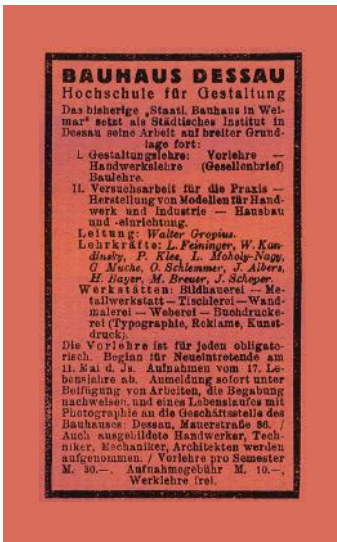 BAUHAUS DESSAU
Hochschule für Gestaltung
Das bisherige „Staatl. Bauhaus in Wei-
mar“ setzt als Städtisches Institut in
Dessau seine Arbeit auf breiter Grund-
lage fort:
I. Gestaltungslehre: Vorlehre —
Handwerkslehre (Gesellenbrief)
Baulehre.
II. Versuchsarbeit für die Praxis —
Herstellung von Modellen für Hand-
werk und Industrie — Hausbau
und -einrichtung.
Leitung: Walter Gropius.
Lehrkräfte: L. Feininger, W. Kan-
dinsky, P. Klee, L. Moholy-Nagy,
G Muche, O. Schlemmer, J. Albers,
H. Bayer, M. Breuer, J. Scheper.
Werkstätten: Bildhauerei — Me-
tallwerkstatt — Tischlerei — Wand-
malerei — Weberei — Buchdrucke-
rei (Typographie, Reklame, Kunst-
druck).
Die Vorlehre ist für jeden obligato-
risch. Beginn für Neueintretende am
11. Mai d. Js. Aufnahmen vom 17. Le-
bensjahre ab. Anmeldung sofort unter
Beifügung von Arbeiten, die Begabung
nachweisen, und eines Lebenslaufes mit
Photographie an die Geschäftsstelle des
Bauhauses: Dessau, Mauerstraße 36. /
Auch ausgebildete Handwerker, Tech-
niker, Mechaniker, Architekten werden
aufgenommen. / Vorlehre pro Semester
M. 30.—. Aufnahmegebühr M. 10.—,
Werklehre frei.